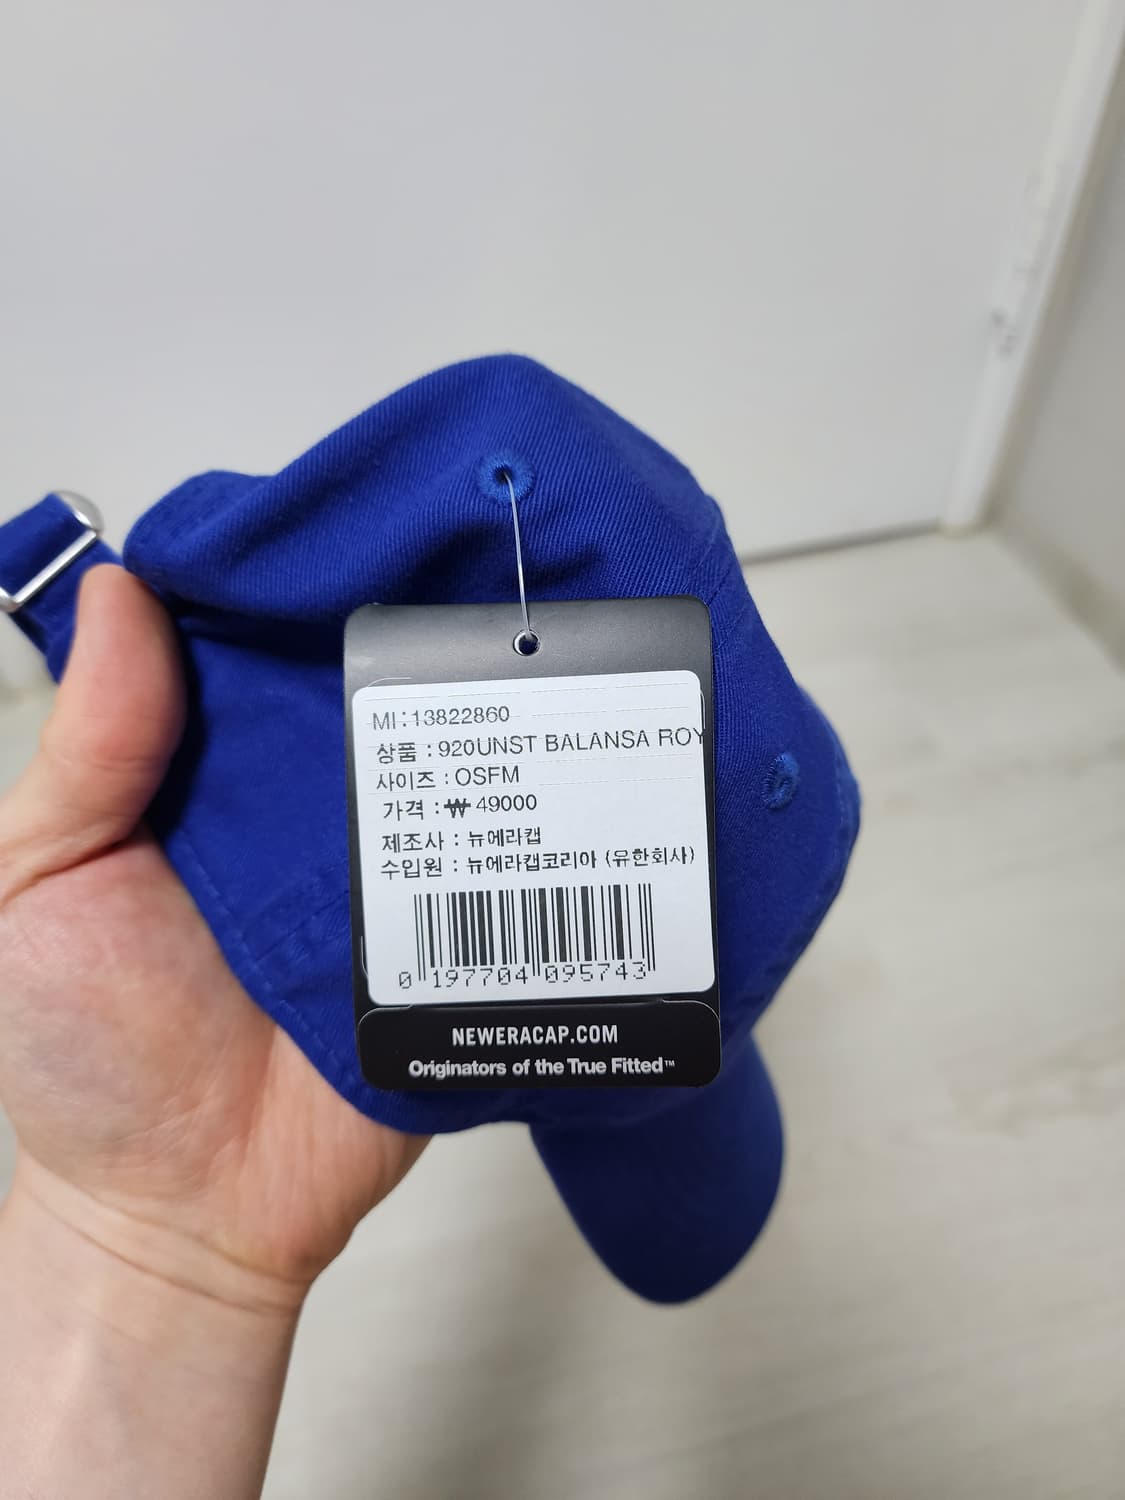 MI:13822860
상품 : 920UNST BALANSA ROY
사이즈 : OSFM
가격 : ₩ 49000
제조사 : 뉴에라캡
수입원 : 뉴에라캡코리아 (유한회사)
0 197704 095743
NEWERACAP.COM
Originators of the True Fitted™